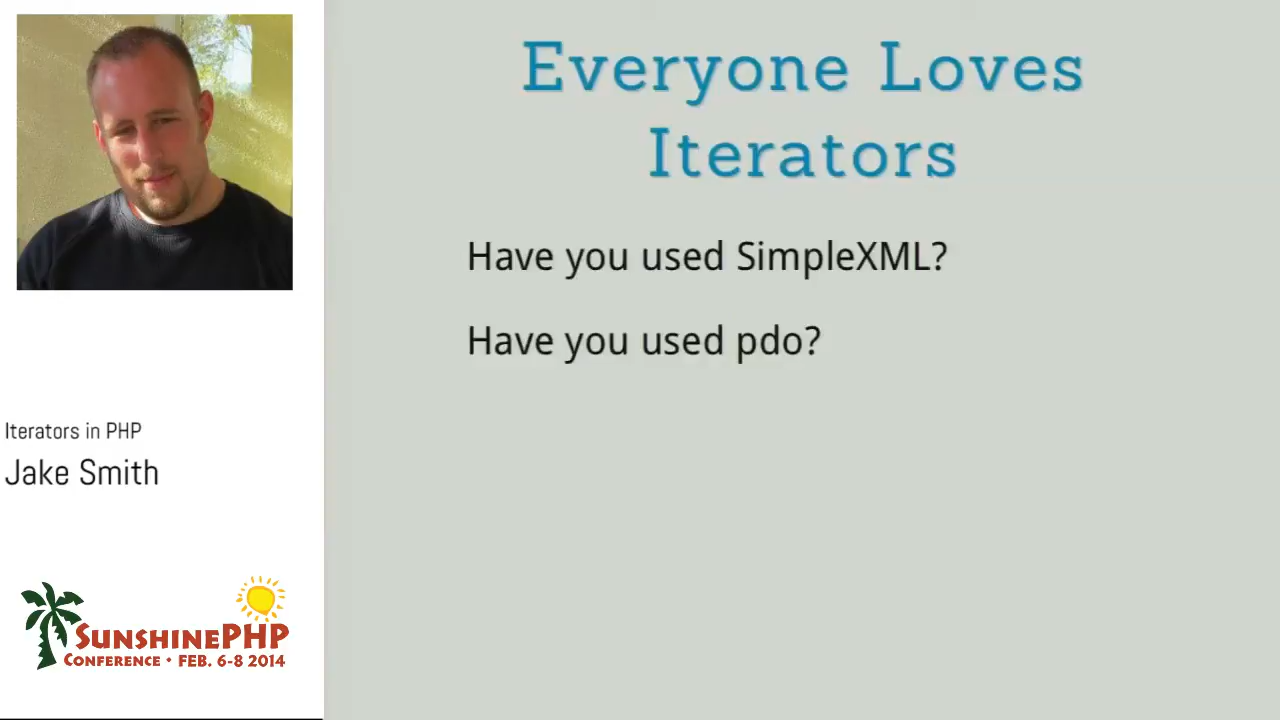 Everyone Loves
Iterators
Have you used SimpleXML?
Have you used pdo?
Iterators in PHP
Jake Smith
SUNSHINEPHP
CONFERENCE • FEB. 6-8 2014